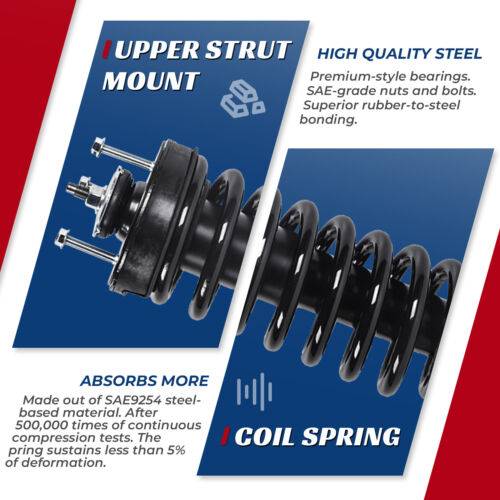 UPPER STRUT
MOUNT
HIGH QUALITY STEEL
Premium-style bearings.
SAE-grade nuts and bolts.
Superior rubber-to-steel
bonding.
ABSORBS MORE
Made out of SAE9254 steel-
based material. After
500,000 times of continuous
compression tests. The
pring sustains less than 5%
of deformation.
COIL SPRING